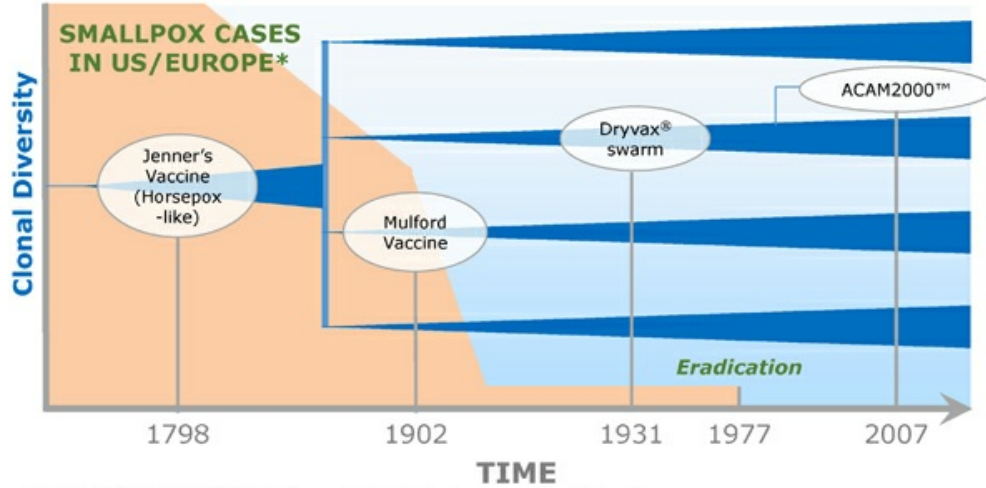 SMALLPOX CASES
IN US/EUROPE*
Clonal Diversity
Jenner's
Vaccine
(Horsepox
-like)
Mulford
Vaccine
Dryvax®
swarm
ACAM2000™
Eradication
1798
1902
1931
1977
2007
TIME